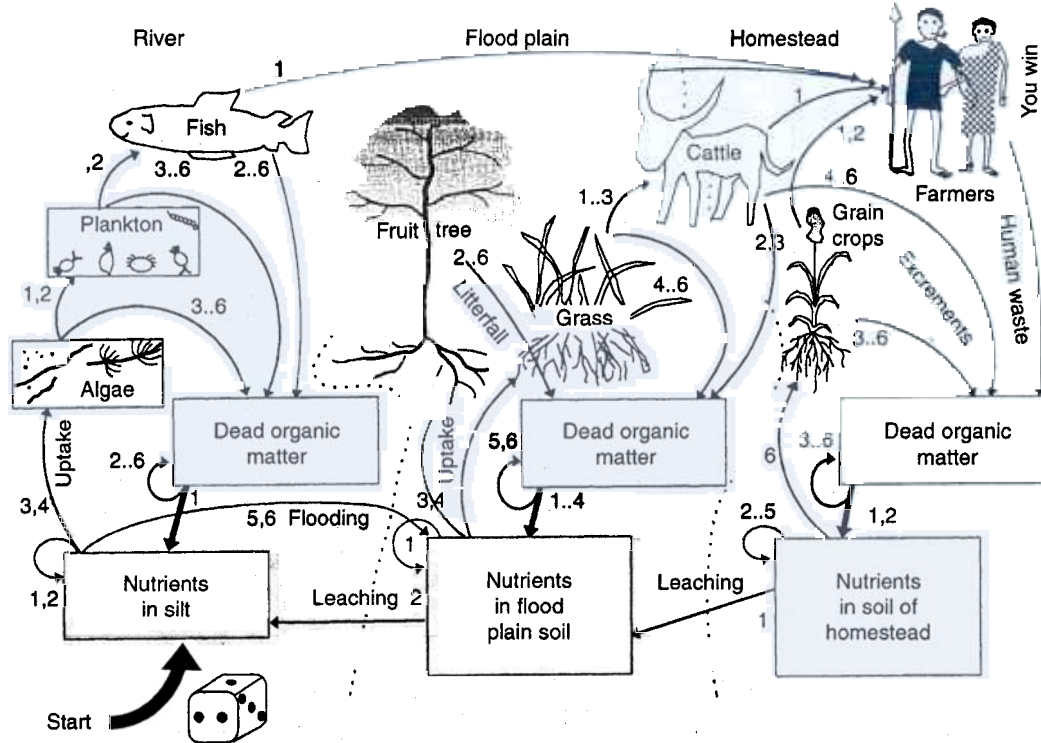 River
Flood plain
Homestead
You win
1
1
Fish
,2
3..6
2..6
1,2
Cattle
Farmers
4..6
Plankton
Fruit tree
1..3
Grain
crops
2,3
Human waste
Excrements
1,2
3..6
2..6
Litterfall
4..6
Grass
3..6
Algae
Uptake
Dead organic
matter
Uptake
Dead organic
matter
Dead organic
matter
2..6
1
5,6
1..4
6
3..6
1,2
3,4
5,6 Flooding
3,4
1
2..5
1,2
Nutrients
in silt
Leaching
2
Nutrients
in flood
plain soil
Leaching
1
Nutrients
in soil of
homestead
Start